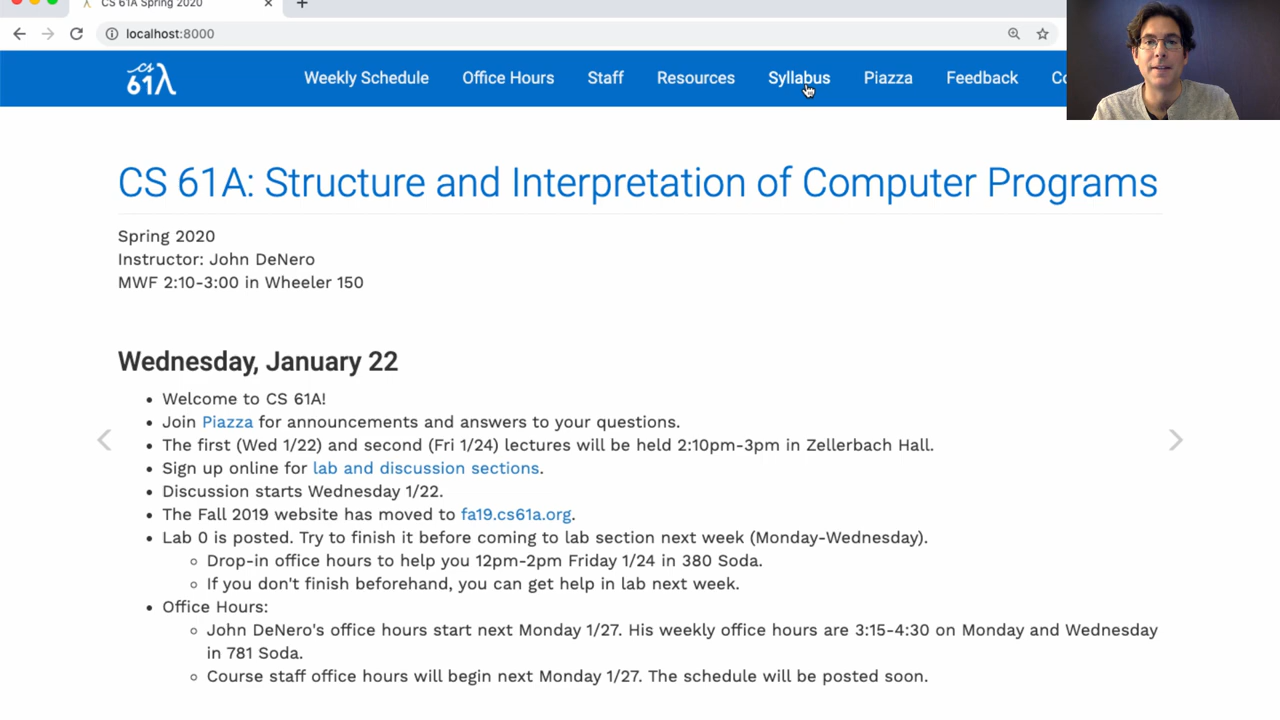 CS 61A Spring 2020
localhost:8000
cs
61λ
Weekly Schedule
Office Hours
Staff
Resources
Syllabus
Piazza
Feedback
CS 61A: Structure and Interpretation of Computer Programs
Spring 2020
Instructor: John DeNero
MWF 2:10-3:00 in Wheeler 150
Wednesday, January 22
• Welcome to CS 61A!
• Join Piazza for announcements and answers to your questions.
• The first (Wed 1/22) and second (Fri 1/24) lectures will be held 2:10pm-3pm in Zellerbach Hall.
• Sign up online for lab and discussion sections.
• Discussion starts Wednesday 1/22.
• The Fall 2019 website has moved to fa19.cs61a.org.
• Lab 0 is posted. Try to finish it before coming to lab section next week (Monday-Wednesday).
◦ Drop-in office hours to help you 12pm-2pm Friday 1/24 in 380 Soda.
◦ If you don't finish beforehand, you can get help in lab next week.
• Office Hours:
◦ John DeNero's office hours start next Monday 1/27. His weekly office hours are 3:15-4:30 on Monday and Wednesday
in 781 Soda.
◦ Course staff office hours will begin next Monday 1/27. The schedule will be posted soon.